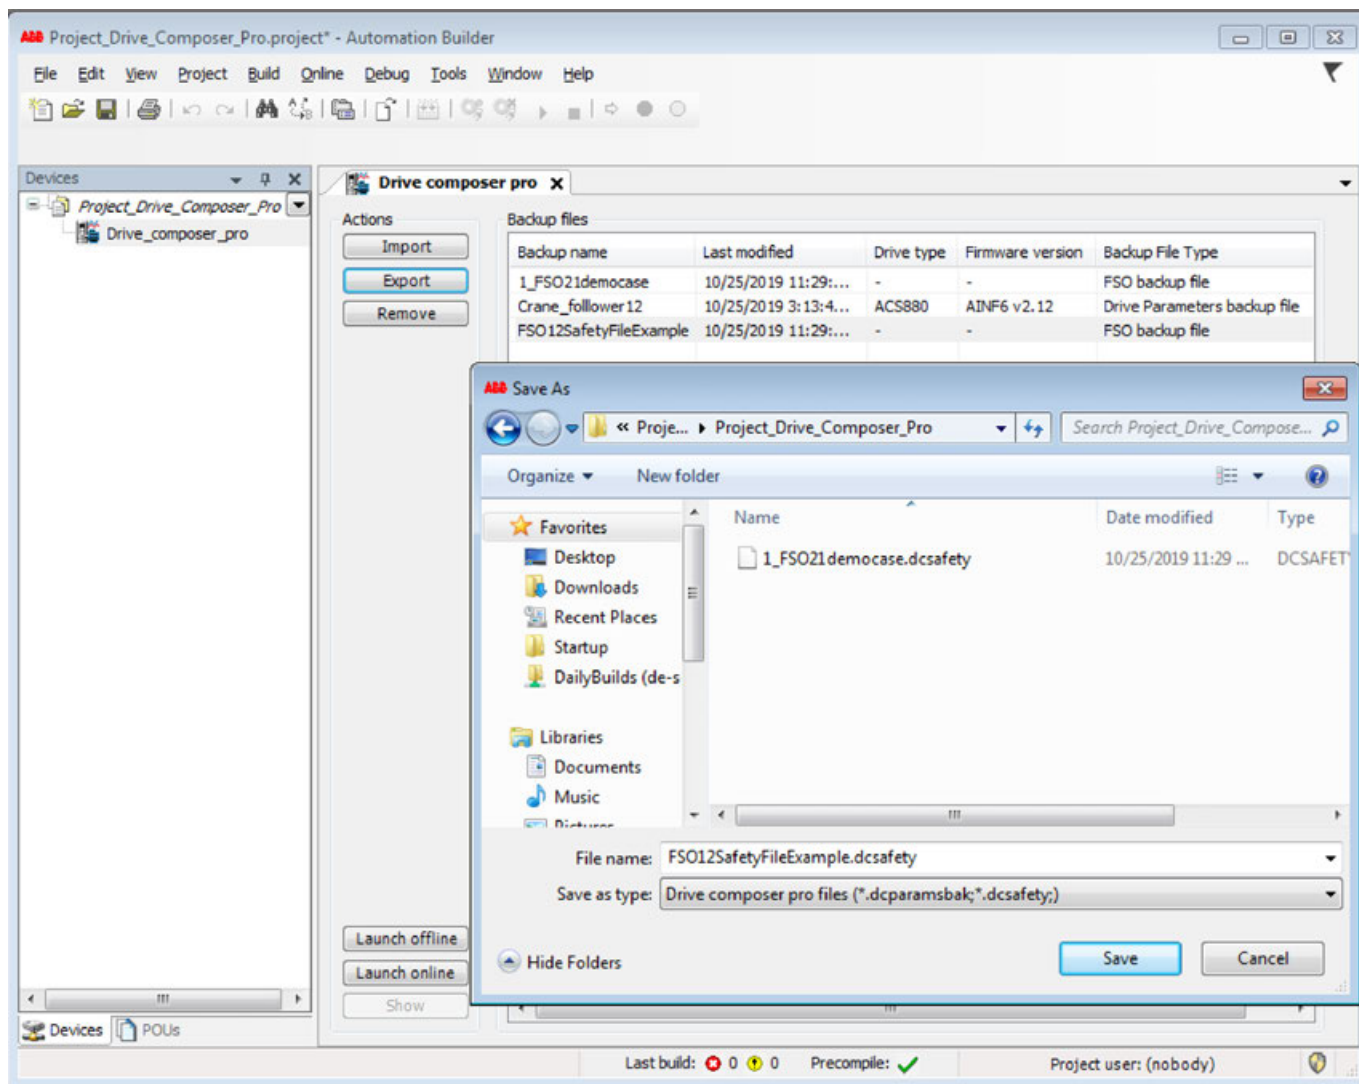 ABB Project_Drive_Composer_Pro.project* - Automation Builder
File Edit View Project Build Online Debug Tools Window Help
Devices
Project_Drive_Composer_Pro
Drive_composer_pro
Drive composer pro
Actions
Import
Export
Remove
Backup files
Backup name Last modified Drive type Firmware version Backup File Type
1_FSO21democase 10/25/2019 11:29:... - - FSO backup file
Crane_folllower12 10/25/2019 3:13:4... ACS880 AINF6 v2.12 Drive Parameters backup file
FSO12SafetyFileExample 10/25/2019 11:29:... - - FSO backup file
ABB Save As
« Proje... Project_Drive_Composer_Pro Search Project_Drive_Compose...
Organize New folder
Favorites
Desktop
Downloads
Recent Places
Startup
DailyBuilds (de-s
Libraries
Documents
Music
Pictures
Name Date modified Type
1_FSO21democase.dcsafety 10/25/2019 11:29 ... DCSAFET
File name: FSO12SafetyFileExample.dcsafety
Save as type: Drive composer pro files (*.dcparamsbak;*.dcsafety;)
Hide Folders Save Cancel
Launch offline
Launch online
Show
Devices POUs
Last build: 0 0 Precompile: Project user: (nobody)